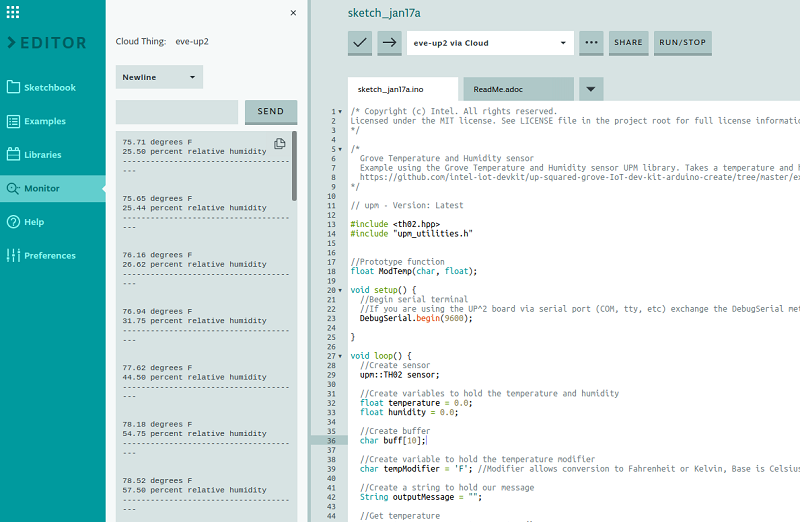 EDITOR
Sketchbook
Examples
Libraries
Monitor
Help
Preferences
×
Cloud Thing: eve-up2
Newline
SEND
75.71 degrees F
25.50 percent relative humidity
-----------------------------------
---
75.65 degrees F
25.44 percent relative humidity
-----------------------------------
---
76.16 degrees F
26.62 percent relative humidity
-----------------------------------
---
76.94 degrees F
31.75 percent relative humidity
-----------------------------------
---
77.62 degrees F
44.50 percent relative humidity
-----------------------------------
---
78.18 degrees F
54.75 percent relative humidity
-----------------------------------
---
78.52 degrees F
57.50 percent relative humidity
-----------------------------------
sketch_jan17a
eve-up2 via Cloud
SHARE
RUN/STOP
sketch_jan17a.ino
ReadMe.adoc
1 /* Copyright (c) Intel. All rights reserved.
2 Licensed under the MIT license. See LICENSE file in the project root for full license informatio
3 */
4
5 /*
6 Grove Temperature and Humidity sensor
7 Example using the Grove Temperature and Humidity sensor UPM library. Takes a temperature and h
8 https://github.com/intel-iot-devkit/up-squared-grove-IoT-dev-kit-arduino-create/tree/master/ex
9 */
10
11 // upm - Version: Latest
12
13 #include <th02.hpp>
14 #include "upm_utilities.h"
15
16
17 //Prototype function
18 float ModTemp(char, float);
19
20 void setup() {
21 //Begin serial terminal
22 //If you are using the UP^2 board via serial port (COM, tty, etc) exchange the DebugSerial met
23 DebugSerial.begin(9600);
24
25 }
26
27 void loop() {
28 //Create sensor
29 upm::TH02 sensor;
30
31 //Create variables to hold the temperature and humidity
32 float temperature = 0.0;
33 float humidity = 0.0;
34
35 //Create buffer
36 char buff[10];
37
38 //Create variable to hold the temperature modifier
39 char tempModifier = 'F'; //Modifier allows conversion to Fahrenheit or Kelvin, Base is Celsius
40
41 //Create a string to hold our message
42 String outputMessage = "";
43
44 //Get temperature